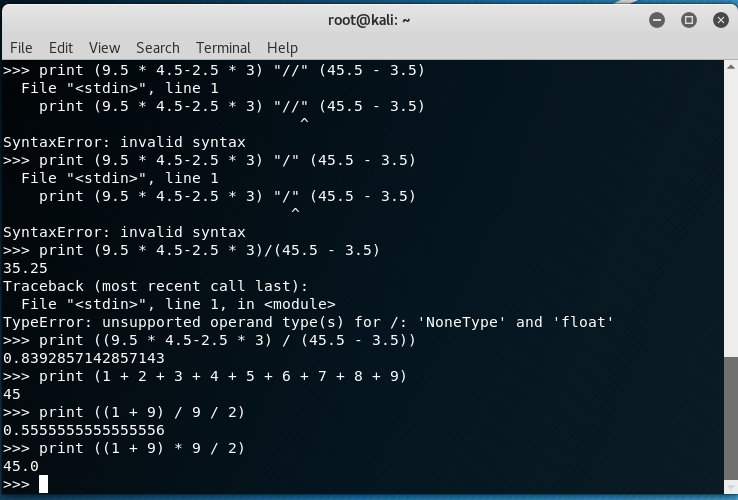 root@kali: ~
File Edit View Search Terminal Help
>>> print (9.5 * 4.5-2.5 * 3) "//" (45.5 - 3.5)
  File "<stdin>", line 1
    print (9.5 * 4.5-2.5 * 3) "//" (45.5 - 3.5)
                                 ^
SyntaxError: invalid syntax
>>> print (9.5 * 4.5-2.5 * 3) "/" (45.5 - 3.5)
  File "<stdin>", line 1
    print (9.5 * 4.5-2.5 * 3) "/" (45.5 - 3.5)
                                ^
SyntaxError: invalid syntax
>>> print (9.5 * 4.5-2.5 * 3)/(45.5 - 3.5)
35.25
Traceback (most recent call last):
  File "<stdin>", line 1, in <module>
TypeError: unsupported operand type(s) for /: 'NoneType' and 'float'
>>> print ((9.5 * 4.5-2.5 * 3) / (45.5 - 3.5))
0.8392857142857143
>>> print (1 + 2 + 3 + 4 + 5 + 6 + 7 + 8 + 9)
45
>>> print ((1 + 9) / 9 / 2)
0.5555555555555556
>>> print ((1 + 9) * 9 / 2)
45.0
>>>